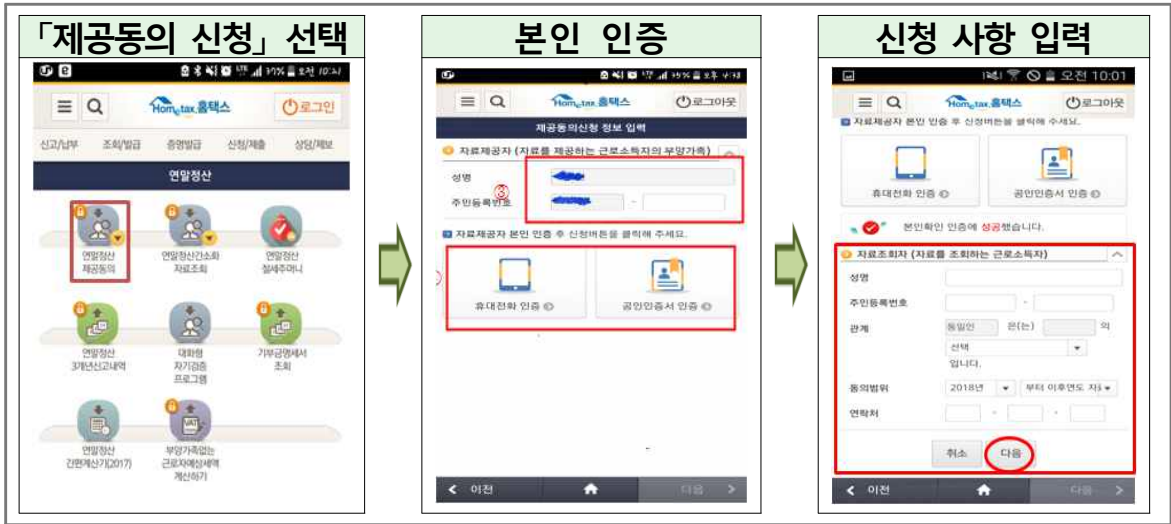 「제공동의 신청」 선택
로그인
Hometax.홈택스
신고/납부 조회/발급 증명발급 신청/제출 상담/제보
연말정산
연말정산
제공동의
연말정산간소화
자료조회
연말정산
절세주머니
연말정산
3개년신고내역
대화형
자기검증
프로그램
기부금명세서
조회
연말정산
간편계산기(2017)
VAT
부양가족없는
근로자예상세액
계산하기
본인 인증
Hometax.홈택스
로그아웃
제공동의신청 정보 입력
자료제공자 (자료를 제공하는 근로소득자의 부양가족)
성명
③
주민등록번호
-
자료제공자 본인 인증 후 신청버튼을 클릭해 주세요.
휴대전화 인증
공인인증서 인증
이전
다음
신청 사항 입력
오전 10:01
Hometax.홈택스
로그아웃
자료제공자 본인 인증 후 신청버튼을 클릭해 주세요.
휴대전화 인증
공인인증서 인증
본인확인 인증에 성공했습니다.
자료조회자 (자료를 조회하는 근로소득자)
성명
주민등록번호
-
관계
동일인 은(는) 의
선택
입니다.
동의범위
2018년 부터 이후연도
연락처
- -
취소 다음
이전
다음